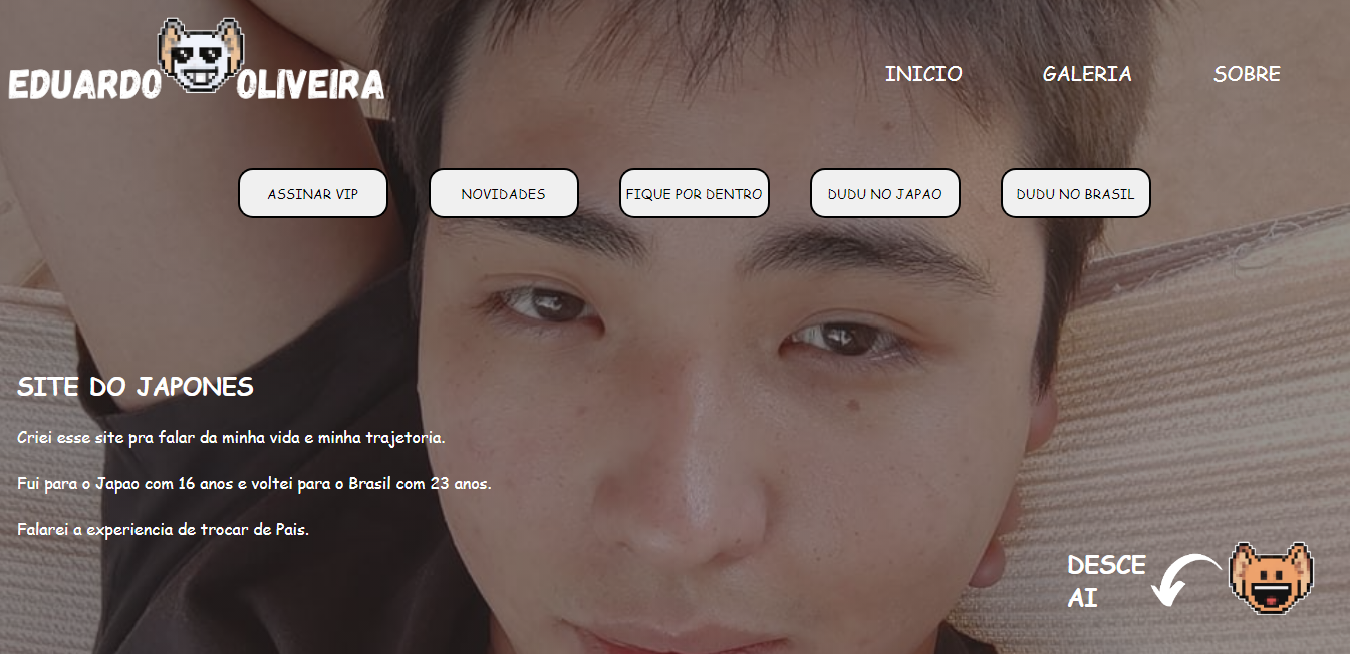 EDUARDO OLIVEIRA
INICIO GALERIA SOBRE
ASSINAR VIP NOVIDADES FIQUE POR DENTRO DUDU NO JAPAO DUDU NO BRASIL
SITE DO JAPONES
Criei esse site pra falar da minha vida e minha trajetoria.
Fui para o Japao com 16 anos e voltei para o Brasil com 23 anos.
Falarei a experiencia de trocar de Pais.
DESCE
AI